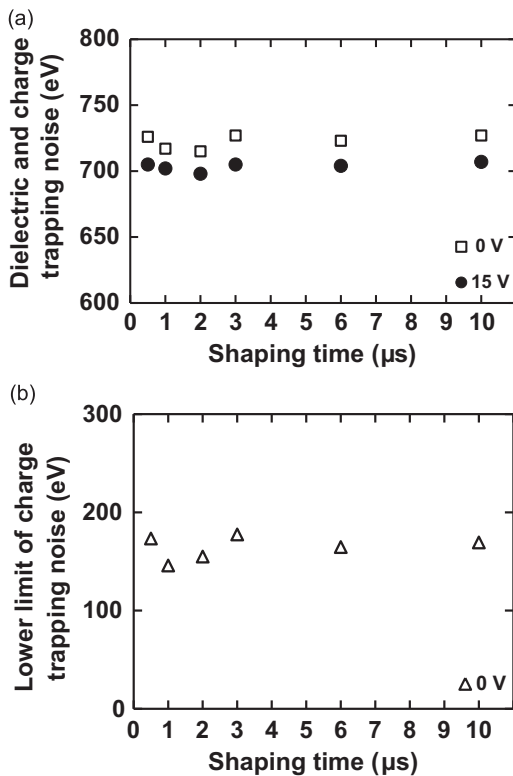 (a)
800
750
700
650
600
Dielectric and charge
trapping noise (eV)
0 V
15 V
0 1 2 3 4 5 6 7 8 9 10
Shaping time (μs)
(b)
300
200
100
0
Lower limit of charge
trapping noise (eV)
0 V
0 1 2 3 4 5 6 7 8 9 10
Shaping time (μs)